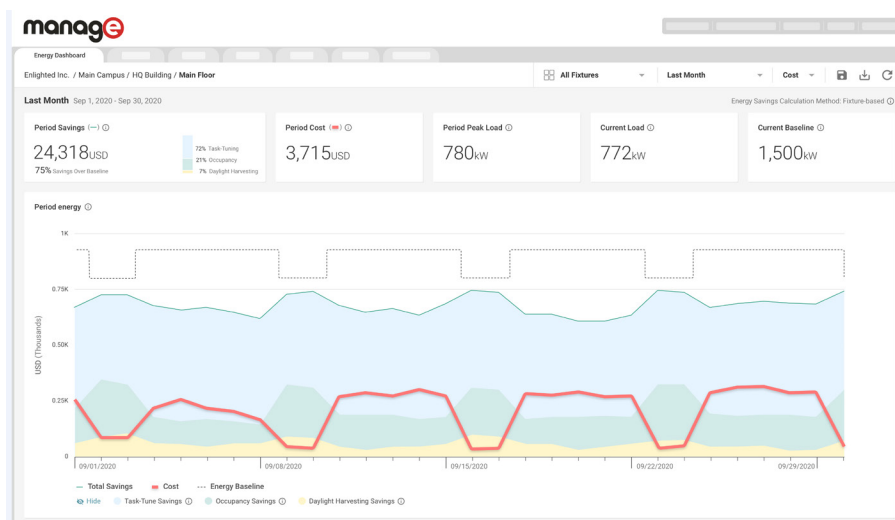 manage
Energy Dashboard
Enlighted Inc. / Main Campus / HQ Building / Main Floor
All Fixtures
Last Month
Cost
Last Month Sep 1, 2020 - Sep 30, 2020
Energy Savings Calculation Method: Fixture-based
Period Savings (—)
24,318USD
75% Savings Over Baseline
72% Task-Tuning
21% Occupancy
7% Daylight Harvesting
Period Cost (=)
3,715USD
Period Peak Load
780kW
Current Load
772kW
Current Baseline
1,500kW
Period energy
1K
0.75K
0.50K
0.25K
0
USD (Thousands)
09/01/2020
09/08/2020
09/15/2020
09/22/2020
09/29/2020
— Total Savings
Cost
--- Energy Baseline
Hide
Task-Tune Savings
Occupancy Savings
Daylight Harvesting Savings